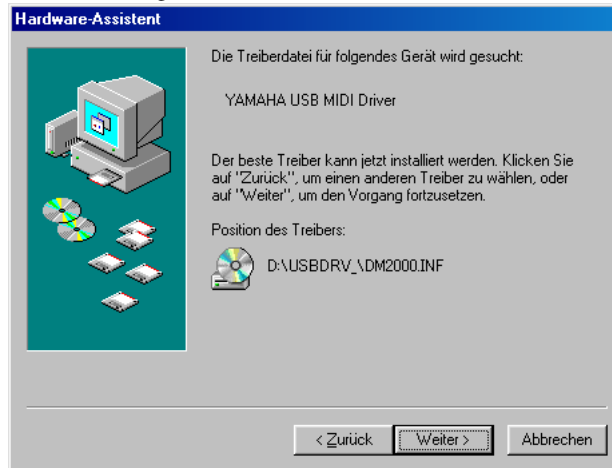 Hardware-Assistent
Die Treiberdatei für folgendes Gerät wird gesucht:
YAMAHA USB MIDI Driver
Der beste Treiber kann jetzt installiert werden. Klicken Sie
auf "Zurück", um einen anderen Treiber zu wählen, oder
auf "Weiter", um den Vorgang fortzusetzen.
Position des Treibers:
D:\USBDRV_\DM2000.INF
< Zurück Weiter > Abbrechen